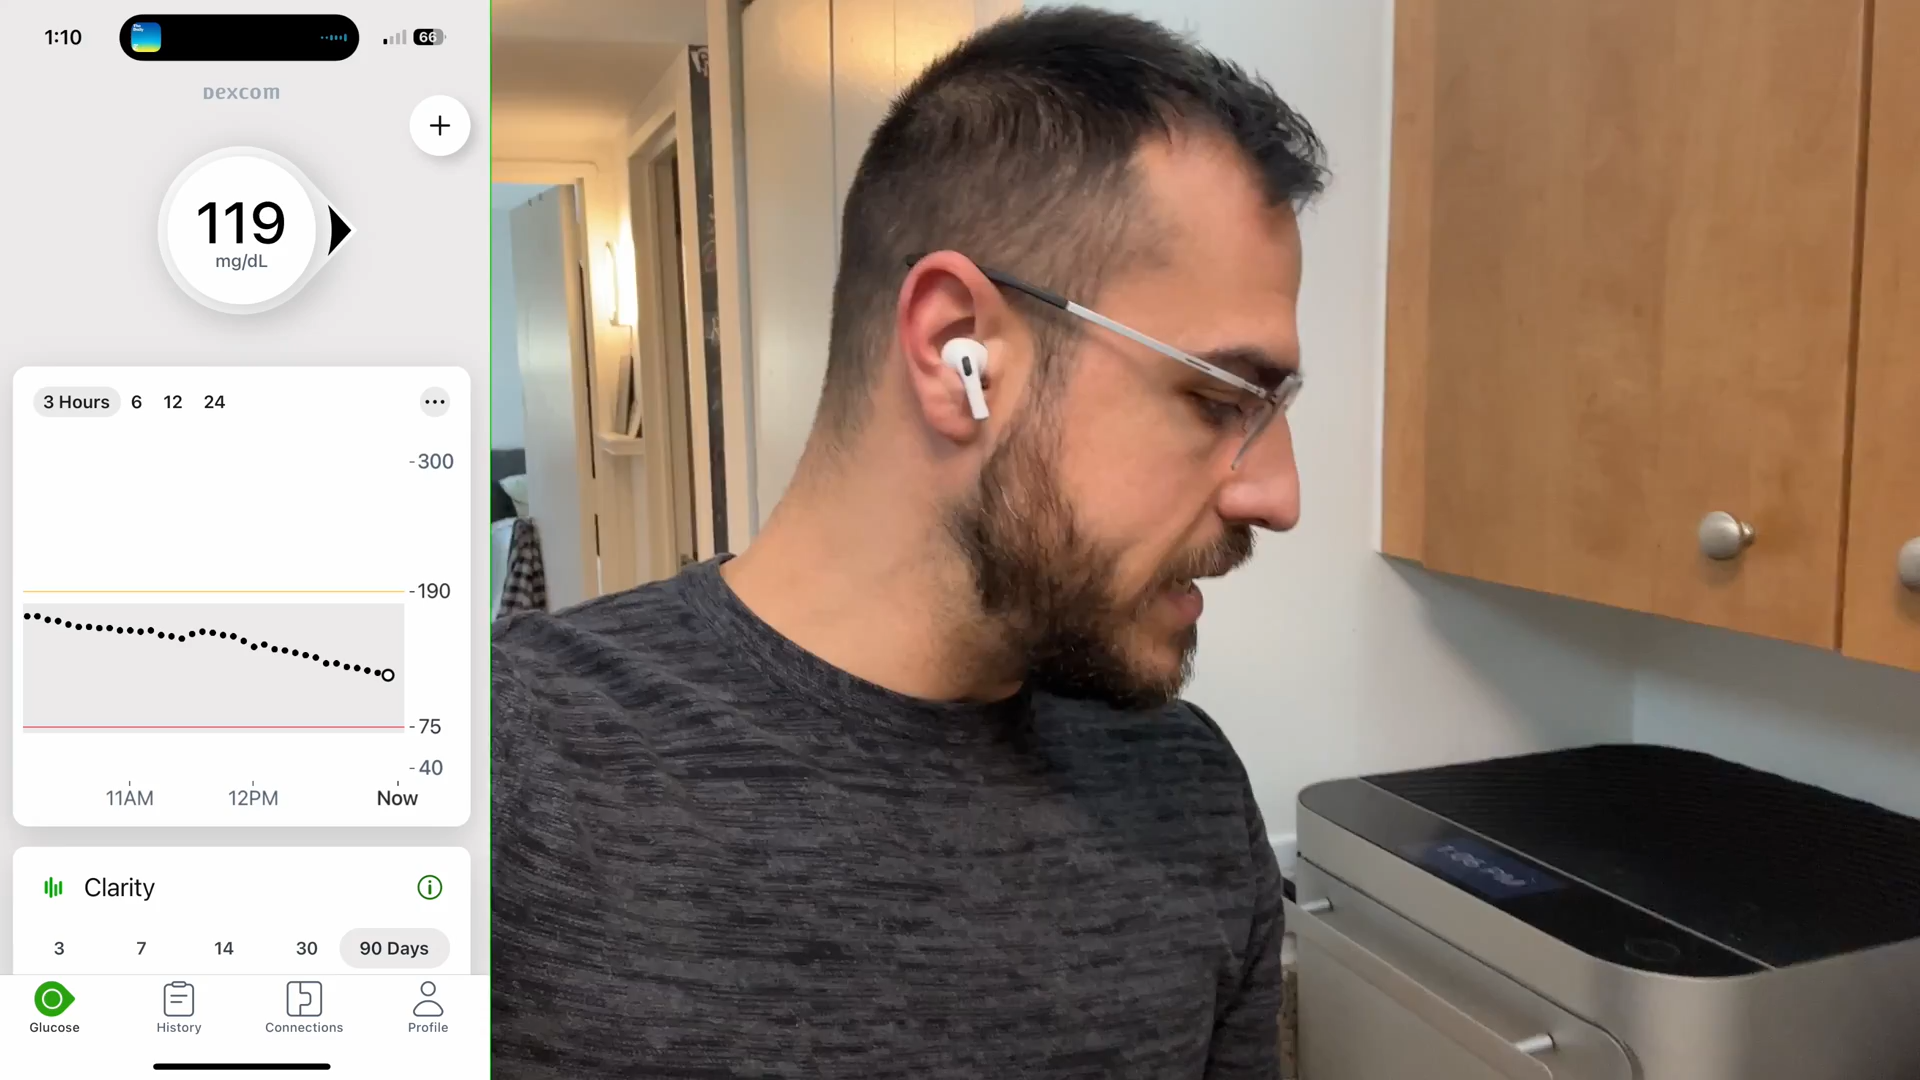 1:10
66
DEXCOM
+
119
mg/dL
3 Hours 6 12 24
300
190
75
40
11AM 12PM Now
Clarity
3 7 14 30 90 Days
Glucose History Connections Profile